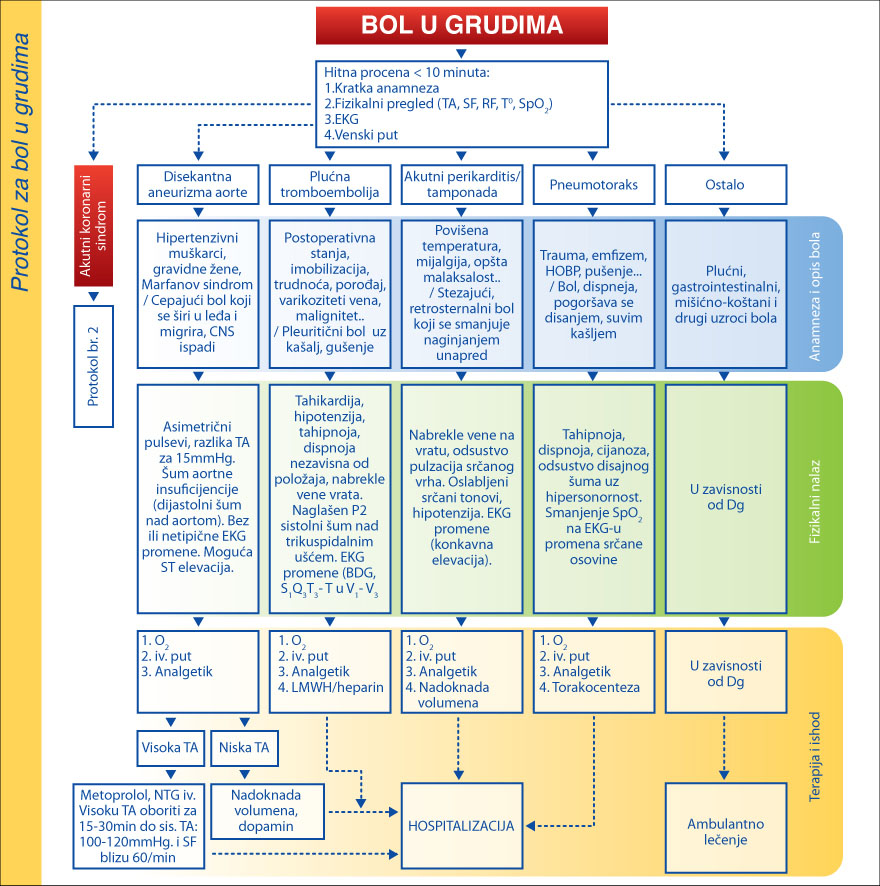 Protokol za bol u grudima
BOL U GRUDIMA
Hitna procena < 10 minuta:
1.Kratka anamneza
2.Fizikalni pregled (TA, SF, RF, T⁰, SpO₂)
3.EKG
4.Venski put
Akutni koronarni
sindrom
Protokol br. 2
Disekantna
aneurizma aorte
Plućna
tromboembolija
Akutni perikarditis/
tamponada
Pneumotoraks
Ostalo
Hipertenzivni
muškarci,
gravidne žene,
Marfanov sindrom
/ Cepajući bol koji
se širi u leđa i
migrira, CNS
ispadi
Postoperativna
stanja,
imobilizacija,
trudnoća, porođaj,
varikoziteti vena,
malignitet..
/ Pleuritični bol uz
kašalj, gušenje
Povišena
temperatura,
mijalgija, opšta
malaksalost..
/ Stezajući,
retrosternalni bol
koji se smanjuje
naginjanjem
unapred
Trauma, emfizem,
HOBP, pušenje...
/ Bol, dispneja,
pogoršava se
disanjem, suvim
kašljem
Plućni,
gastrointestinalni,
mišićno-koštani i
drugi uzroci bola
Anamneza i opis bola
Asimetrični
pulsevi, razlika TA
za 15mmHg.
Šum aortne
insuficijencije
(dijastolni šum
nad aortom). Bez
ili netipične EKG
promene. Moguća
ST elevacija.
Tahikardija,
hipotenzija,
tahipnoja,
dispnoja
nezavisna od
položaja, nabrekle
vene vrata.
Naglašen P2
sistolni šum nad
trikuspidalnim
ušćem. EKG
promene (BDG,
S₁Q₃T₃- T u V₁- V₃
Nabrekle vene na
vratu, odsustvo
pulzacija srčanog
vrha. Oslabljeni
srčani tonovi,
hipotenzija. EKG
promene
(konkavna
elevacija).
Tahipnoja,
dispnoja, cijanoza,
odsustvo disajnog
šuma uz
hipersonornost.
Smanjenje SpO₂
na EKG-u
promena srčane
osovine
U zavisnosti
od Dg
Fizikalni nalaz
1. O₂
2. iv. put
3. Analgetik
1. O₂
2. iv. put
3. Analgetik
4. LMWH/heparin
1. O₂
2. iv. put
3. Analgetik
4. Nadoknada
volumena
1. O₂
2. iv. put
3. Analgetik
4. Torakocenteza
U zavisnosti
od Dg
Terapija i ishod
Visoka TA
Niska TA
Metoprolol, NTG iv.
Visoku TA oboriti za
15-30min do sis. TA:
100-120mmHg. i SF
blizu 60/min
Nadoknada
volumena,
dopamin
HOSPITALIZACIJA
Ambulantno
lečenje